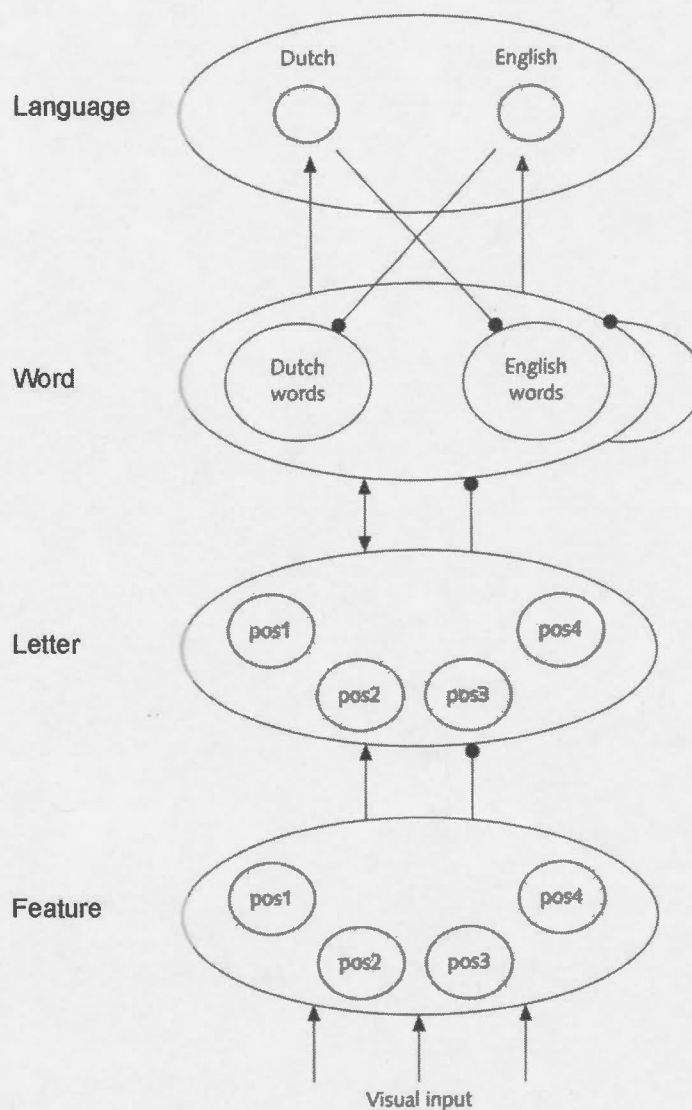 Dutch English
Language
Word
Dutch
words
English
words
Letter
pos1 pos4
pos2 pos3
Feature
pos1 pos4
pos2 pos3
Visual input